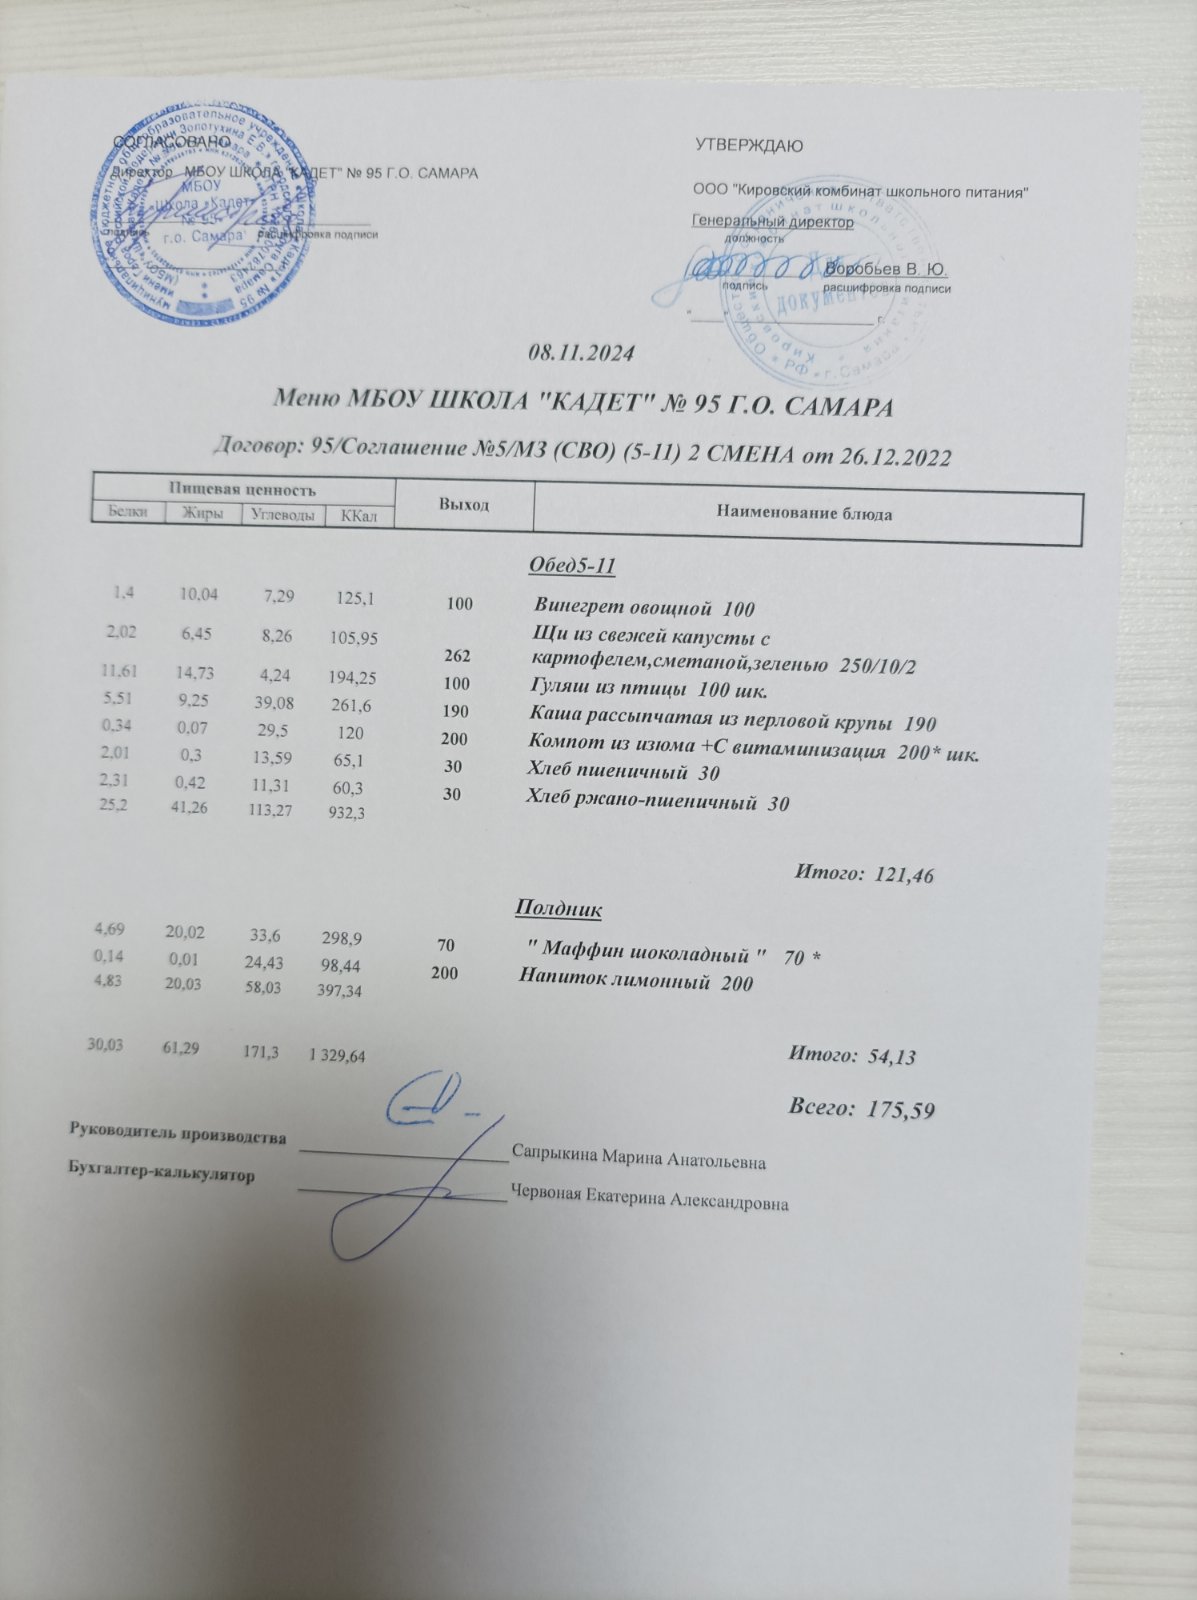 СОГЛАСОВАНО
Директор МБОУ ШКОЛА "КАДЕТ" № 95 Г.О. САМАРА
МБОУ
школа «Кадет»
№ 95
г.о. Самара
подпись расшифровка подписи
УТВЕРЖДАЮ
ООО "Кировский комбинат школьного питания"
Генеральный директор
должность
Воробьев В. Ю.
подпись расшифровка подписи
" " г.
документов
08.11.2024
Меню МБОУ ШКОЛА "КАДЕТ" № 95 Г.О. САМАРА
Договор: 95/Соглашение №5/МЗ (СВО) (5-11) 2 СМЕНА от 26.12.2022
Пищевая ценность Выход Наименование блюда
Белки Жиры Углеводы ККал
Обед5-11
1,4 10,04 7,29 125,1 100 Винегрет овощной 100
2,02 6,45 8,26 105,95 Щи из свежей капусты с
262 картофелем,сметаной,зеленью 250/10/2
11,61 14,73 4,24 194,25 100 Гуляш из птицы 100 шк.
5,51 9,25 39,08 261,6 190 Каша рассыпчатая из перловой крупы 190
0,34 0,07 29,5 120 200 Компот из изюма +С витаминизация 200* шк.
2,01 0,3 13,59 65,1 30 Хлеб пшеничный 30
2,31 0,42 11,31 60,3 30 Хлеб ржано-пшеничный 30
25,2 41,26 113,27 932,3
Итого: 121,46
Полдник
4,69 20,02 33,6 298,9 70 " Маффин шоколадный " 70 *
0,14 0,01 24,43 98,44 200 Напиток лимонный 200
4,83 20,03 58,03 397,34
Итого: 54,13
30,03 61,29 171,3 1 329,64
Всего: 175,59
Руководитель производства Сапрыкина Марина Анатольевна
Бухгалтер-калькулятор Червоная Екатерина Александровна